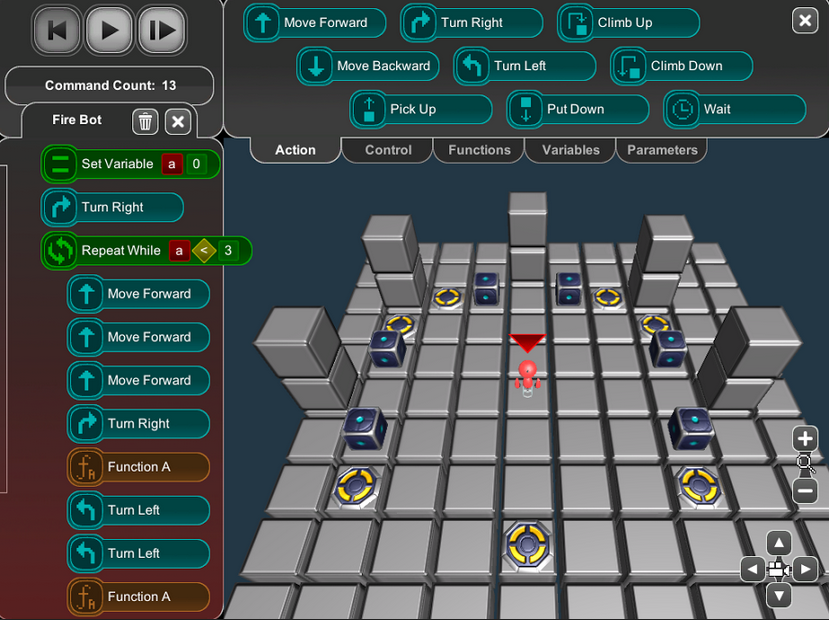 Move Forward Turn Right Climb Up
Move Backward Turn Left Climb Down
Pick Up Put Down Wait
Command Count: 13
Fire Bot
Action Control Functions Variables Parameters
Set Variable a 0
Turn Right
Repeat While a < 3
Move Forward
Move Forward
Move Forward
Turn Right
fA Function A
Turn Left
Turn Left
fA Function A